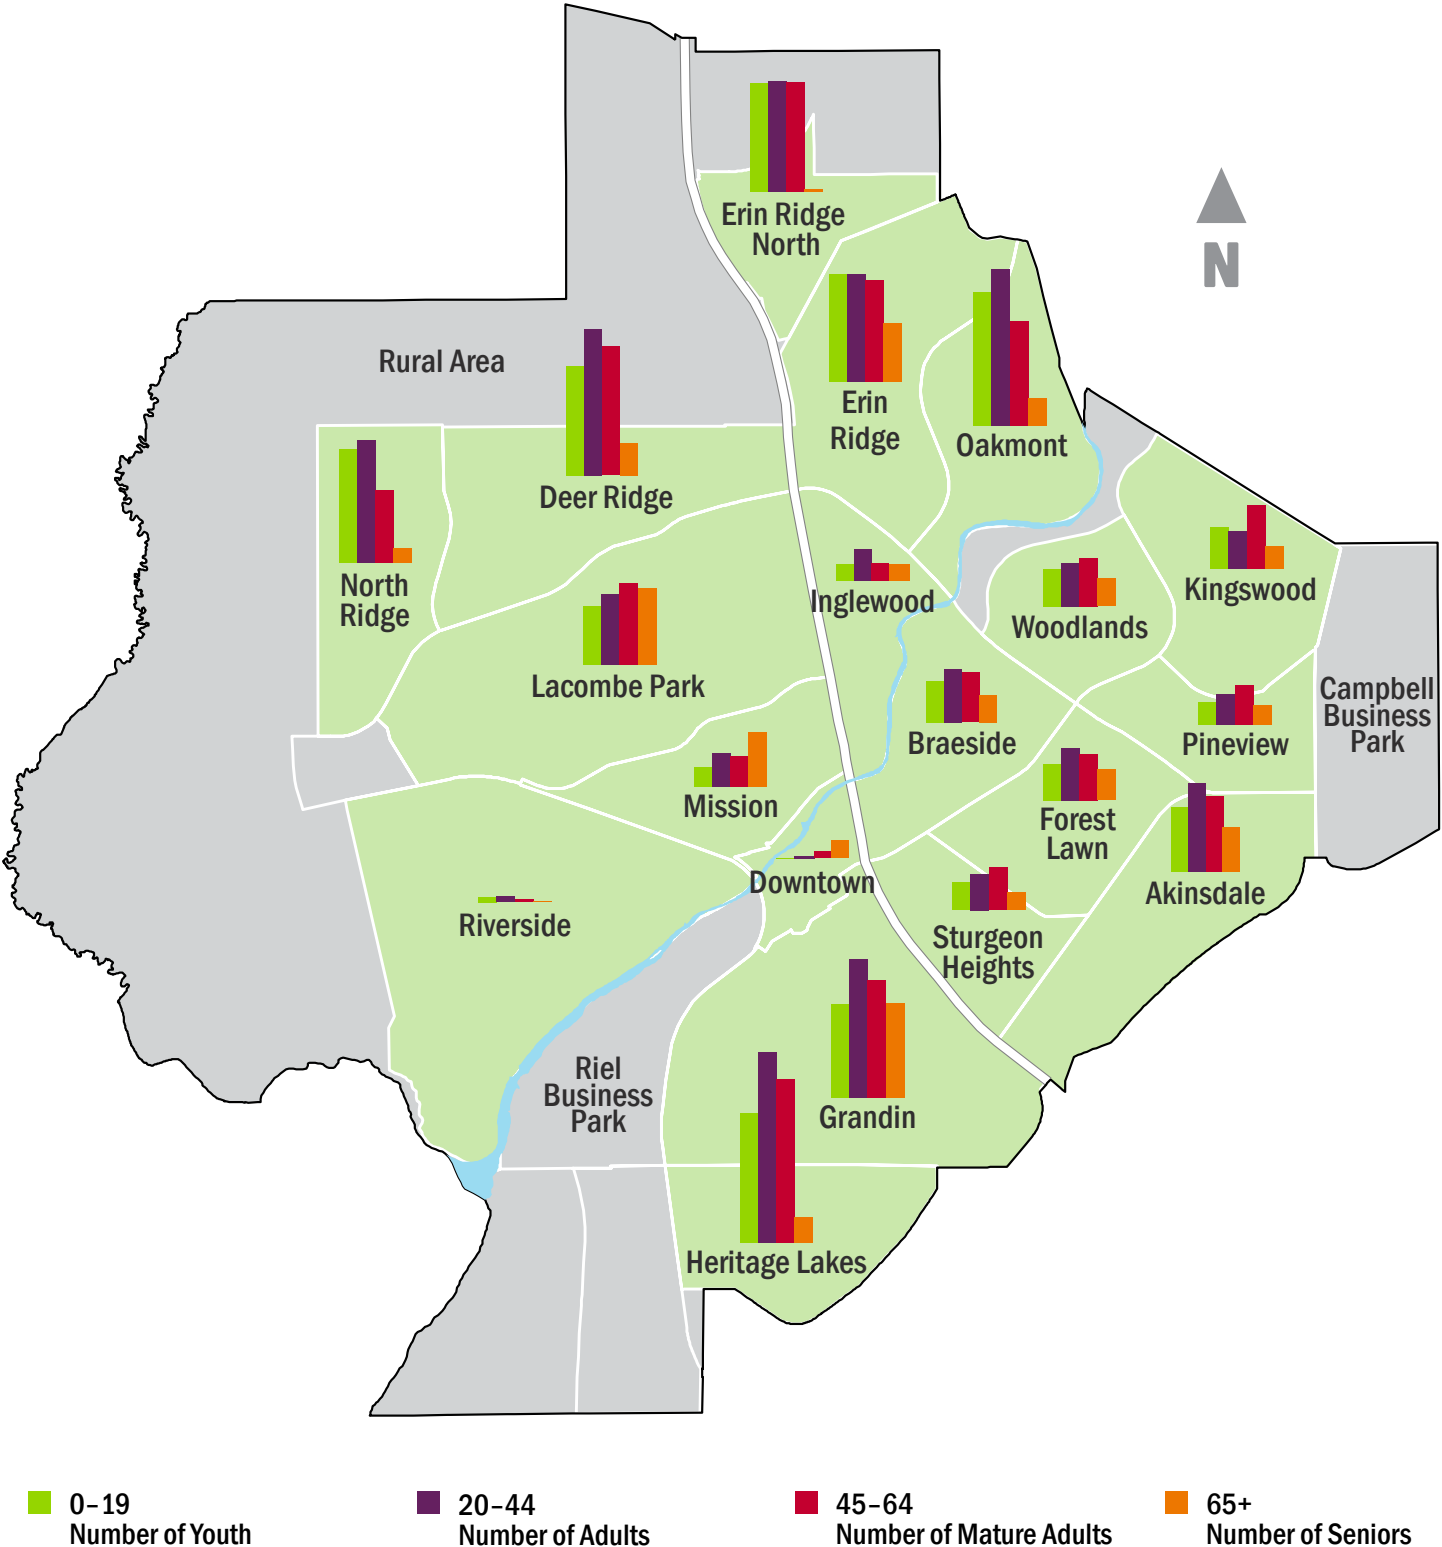 Erin Ridge
North
N
Rural Area
Erin
Ridge
Oakmont
Deer Ridge
North
Ridge
Inglewood
Kingswood
Woodlands
Lacombe Park
Campbell
Business
Park
Braeside
Pineview
Mission
Forest
Lawn
Downtown
Akinsdale
Riverside
Sturgeon
Heights
Riel
Business
Park
Grandin
Heritage Lakes
0–19
Number of Youth
20–44
Number of Adults
45–64
Number of Mature Adults
65+
Number of Seniors